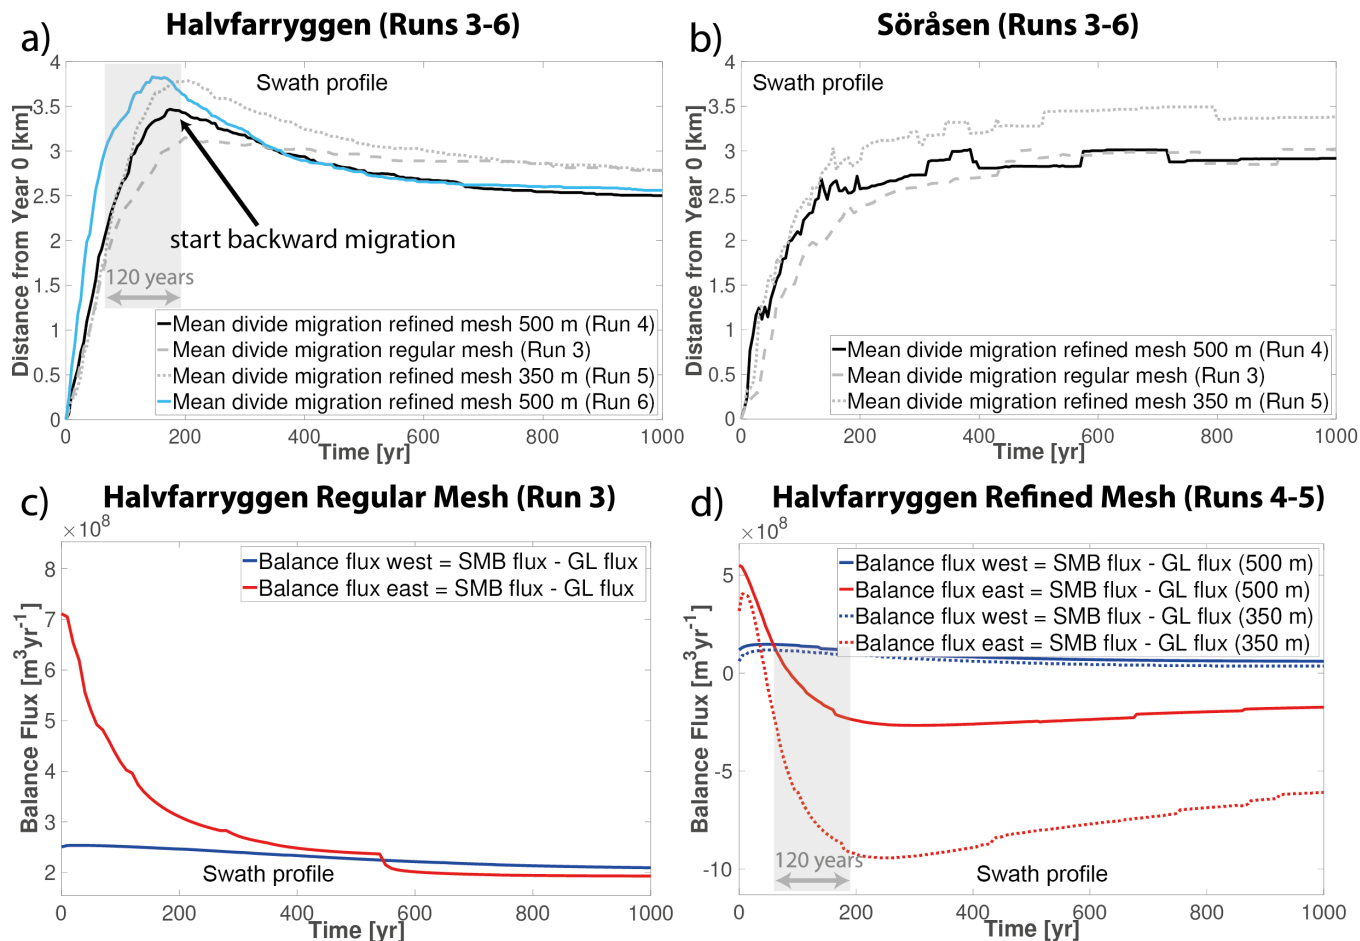 a)
Halvfarryggen (Runs 3-6)
4
3.5
3
2.5
2
1.5
1
0.5
0
Distance from Year 0 [km]
Swath profile
start backward migration
120 years
Mean divide migration refined mesh 500 m (Run 4)
Mean divide migration regular mesh (Run 3)
Mean divide migration refined mesh 350 m (Run 5)
Mean divide migration refined mesh 500 m (Run 6)
0 200 400 600 800 1000
Time [yr]
b)
Söråsen (Runs 3-6)
4
3.5
3
2.5
2
1.5
1
0.5
0
Distance from Year 0 [km]
Swath profile
Mean divide migration refined mesh 500 m (Run 4)
Mean divide migration regular mesh (Run 3)
Mean divide migration refined mesh 350 m (Run 5)
0 200 400 600 800 1000
Time [yr]
c)
Halvfarryggen Regular Mesh (Run 3)
×10^8
8
7
6
5
4
3
2
Balance Flux [m³yr⁻¹]
Balance flux west = SMB flux - GL flux
Balance flux east = SMB flux - GL flux
Swath profile
0 200 400 600 800 1000
Time [yr]
d)
Halvfarryggen Refined Mesh (Runs 4-5)
×10^8
5
0
-5
-10
Balance Flux [m³yr⁻¹]
Balance flux west = SMB flux - GL flux (500 m)
Balance flux east = SMB flux - GL flux (500 m)
Balance flux west = SMB flux - GL flux (350 m)
Balance flux east = SMB flux - GL flux (350 m)
120 years
Swath profile
0 200 400 600 800 1000
Time [yr]